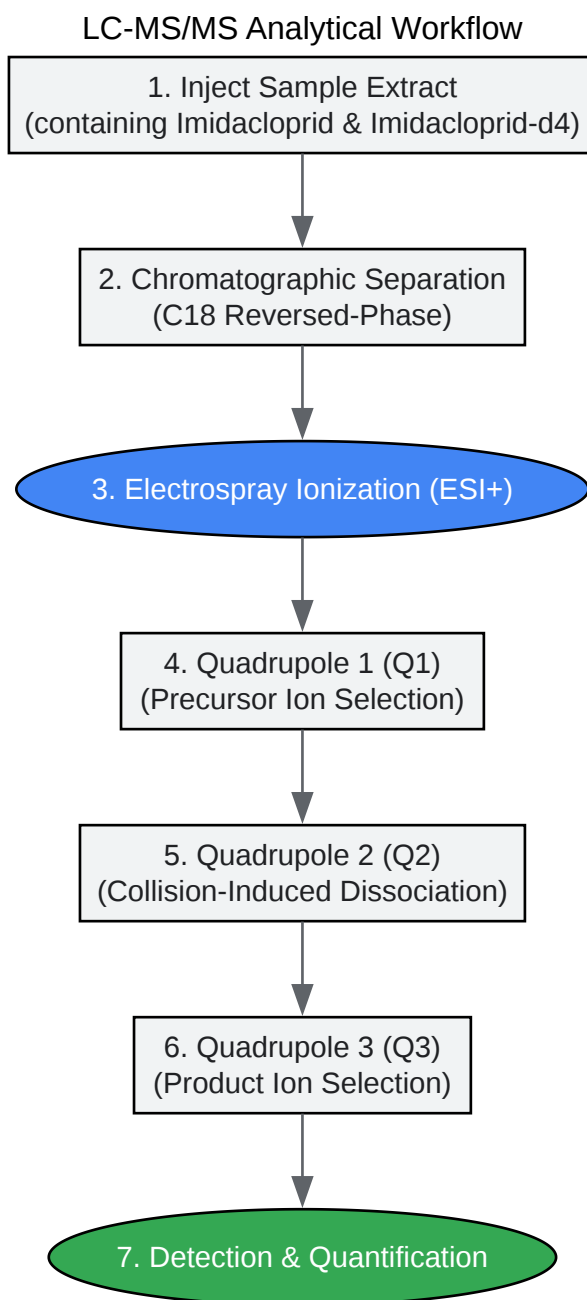 LC-MS/MS Analytical Workflow
1. Inject Sample Extract
(containing Imidacloprid & Imidacloprid-d4)
2. Chromatographic Separation
(C18 Reversed-Phase)
3. Electrospray Ionization (ESI+)
4. Quadrupole 1 (Q1)
(Precursor Ion Selection)
5. Quadrupole 2 (Q2)
(Collision-Induced Dissociation)
6. Quadrupole 3 (Q3)
(Product Ion Selection)
7. Detection & Quantification